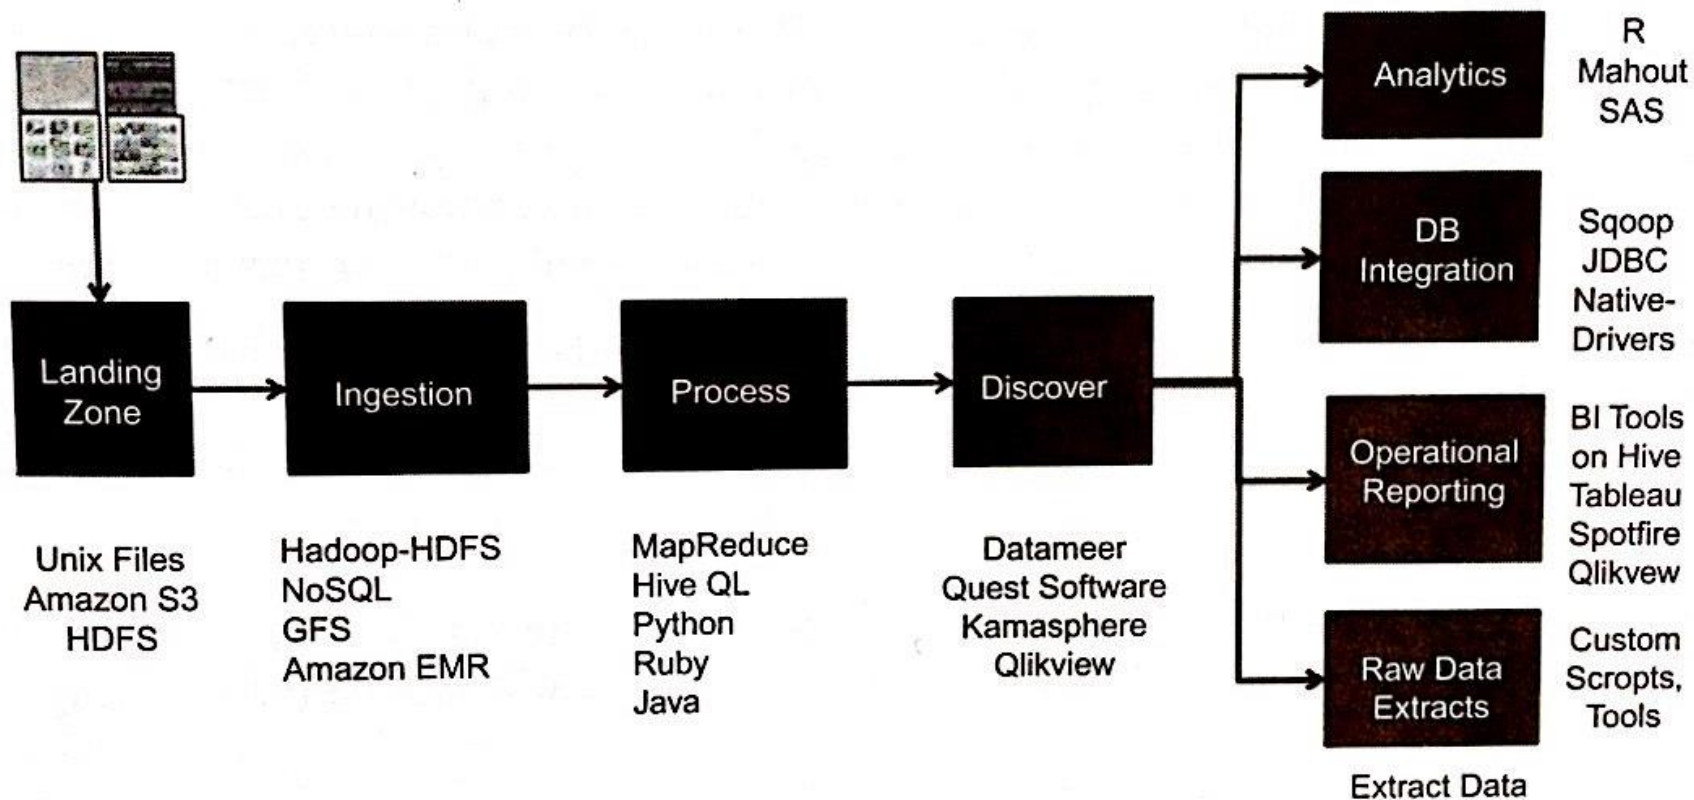 Landing
Zone
Unix Files
Amazon S3
HDFS
Ingestion
Hadoop-HDFS
NoSQL
GFS
Amazon EMR
Process
MapReduce
Hive QL
Python
Ruby
Java
Discover
Datameer
Quest Software
Kamasphere
Qlikview
Analytics
R
Mahout
SAS
DB
Integration
Sqoop
JDBC
Native-
Drivers
Operational
Reporting
BI Tools
on Hive
Tableau
Spotfire
Qlikvew
Raw Data
Extracts
Custom
Scropts,
Tools
Extract Data